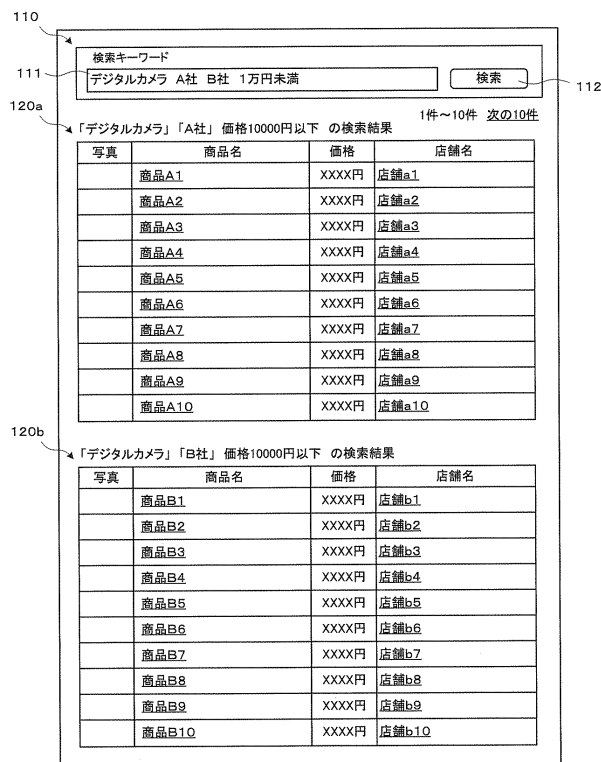 110
検索キーワード
111
デジタルカメラ A社 B社 1万円未満
検索
112
1件～10件 次の10件
120a
「デジタルカメラ」「A社」 価格10000円以下 の検索結果
写真 商品名 価格 店舗名
商品A1 XXXX円 店舗a1
商品A2 XXXX円 店舗a2
商品A3 XXXX円 店舗a3
商品A4 XXXX円 店舗a4
商品A5 XXXX円 店舗a5
商品A6 XXXX円 店舗a6
商品A7 XXXX円 店舗a7
商品A8 XXXX円 店舗a8
商品A9 XXXX円 店舗a9
商品A10 XXXX円 店舗a10
120b
「デジタルカメラ」「B社」 価格10000円以下 の検索結果
写真 商品名 価格 店舗名
商品B1 XXXX円 店舗b1
商品B2 XXXX円 店舗b2
商品B3 XXXX円 店舗b3
商品B4 XXXX円 店舗b4
商品B5 XXXX円 店舗b5
商品B6 XXXX円 店舗b6
商品B7 XXXX円 店舗b7
商品B8 XXXX円 店舗b8
商品B9 XXXX円 店舗b9
商品B10 XXXX円 店舗b10